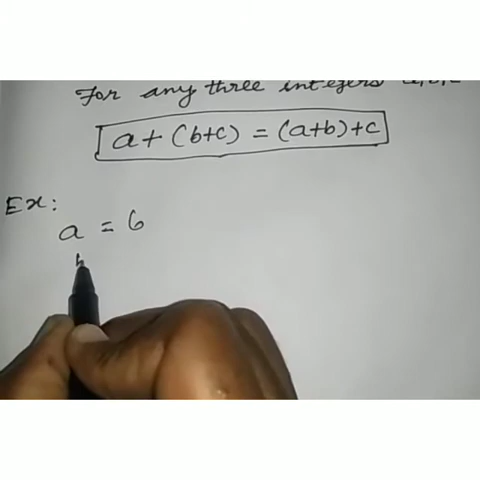 For any three integers a, b, c
a + (b+c) = (a+b)+c
Ex:
a = 6
b